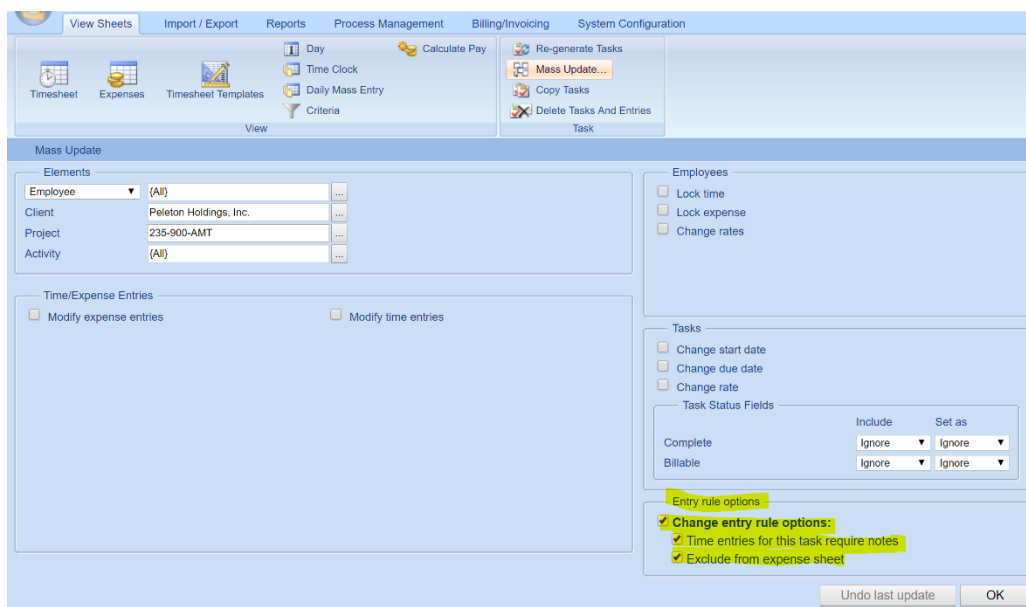 View Sheets Import / Export Reports Process Management Billing/Invoicing System Configuration
Timesheet
Expenses
Timesheet Templates
1 Day
Time Clock
Daily Mass Entry
Criteria
Calculate Pay
View
Re-generate Tasks
Mass Update...
Copy Tasks
Delete Tasks And Entries
Task
Mass Update
Elements
Employee {All} ...
Client Peleton Holdings, Inc. ...
Project 235-900-AMT ...
Activity {All} ...
Time/Expense Entries
Modify expense entries Modify time entries
Employees
Lock time
Lock expense
Change rates
Tasks
Change start date
Change due date
Change rate
Task Status Fields
Include Set as
Complete Ignore Ignore
Billable Ignore Ignore
Entry rule options
Change entry rule options:
Time entries for this task require notes
Exclude from expense sheet
Undo last update OK